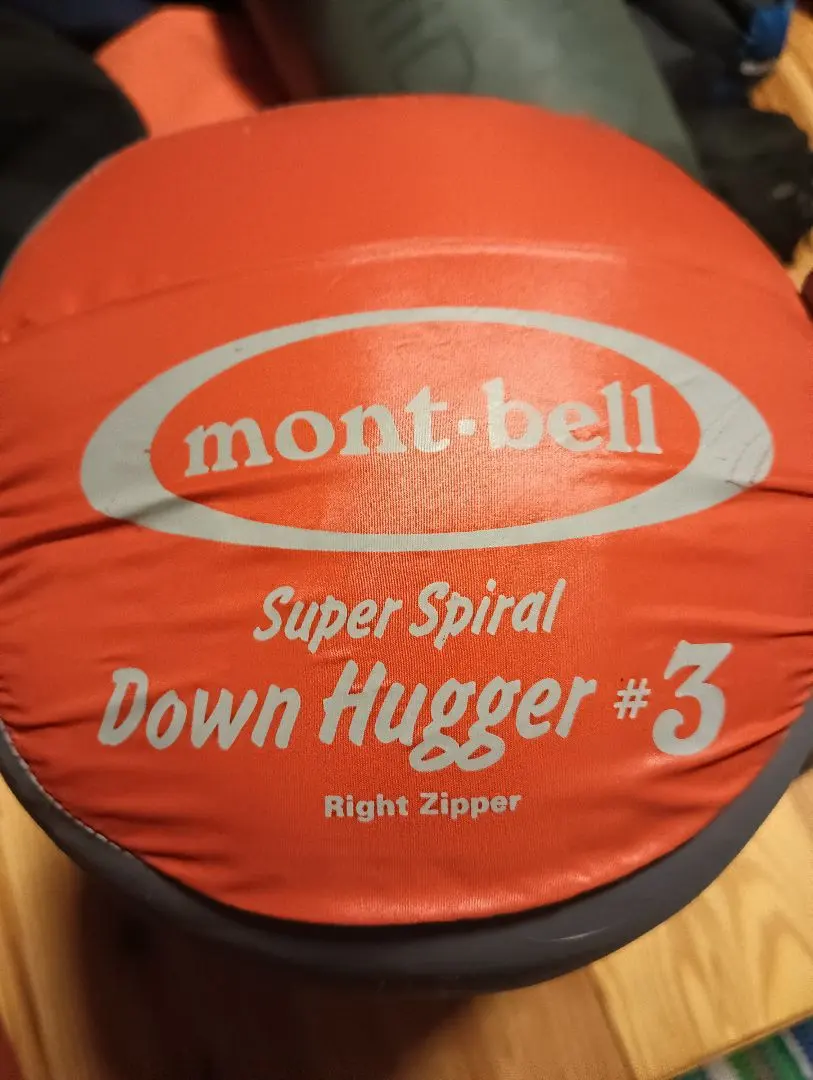 mont·bell
Super Spiral
Down Hugger #3
Right Zipper